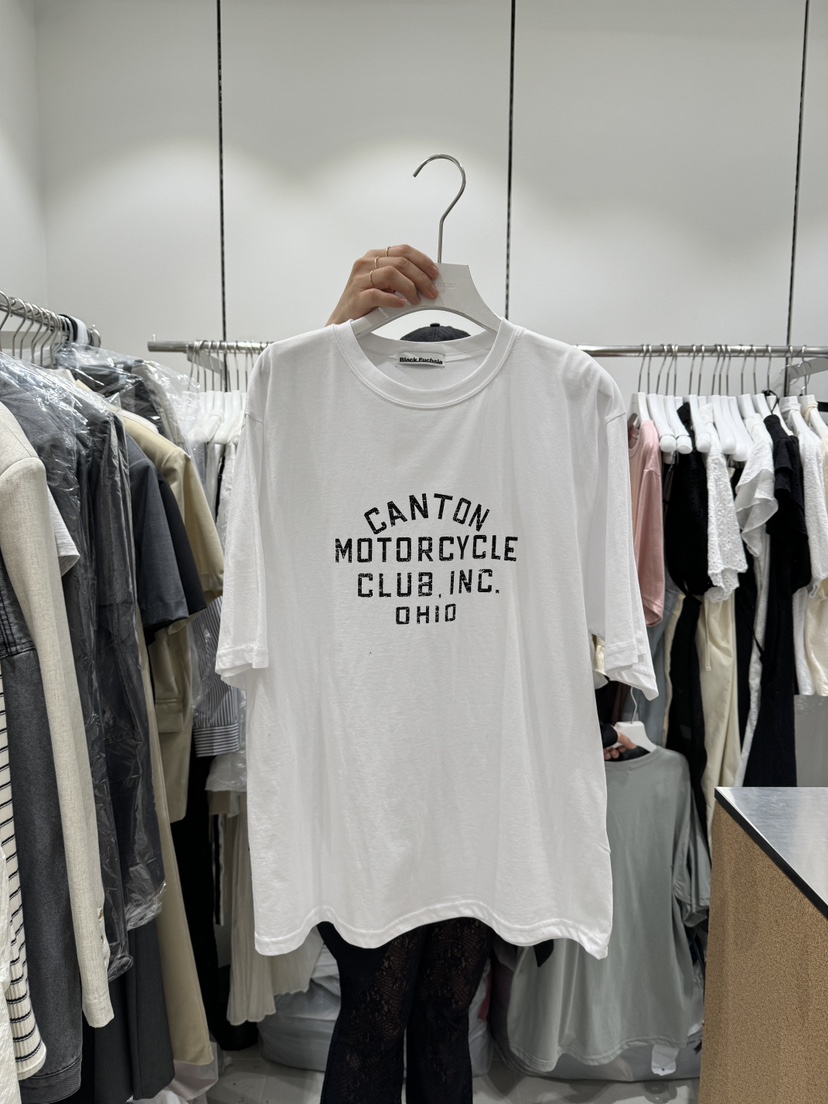 Black Fuchsia
CANTON
MOTORCYCLE
CLUB, INC.
OHIO